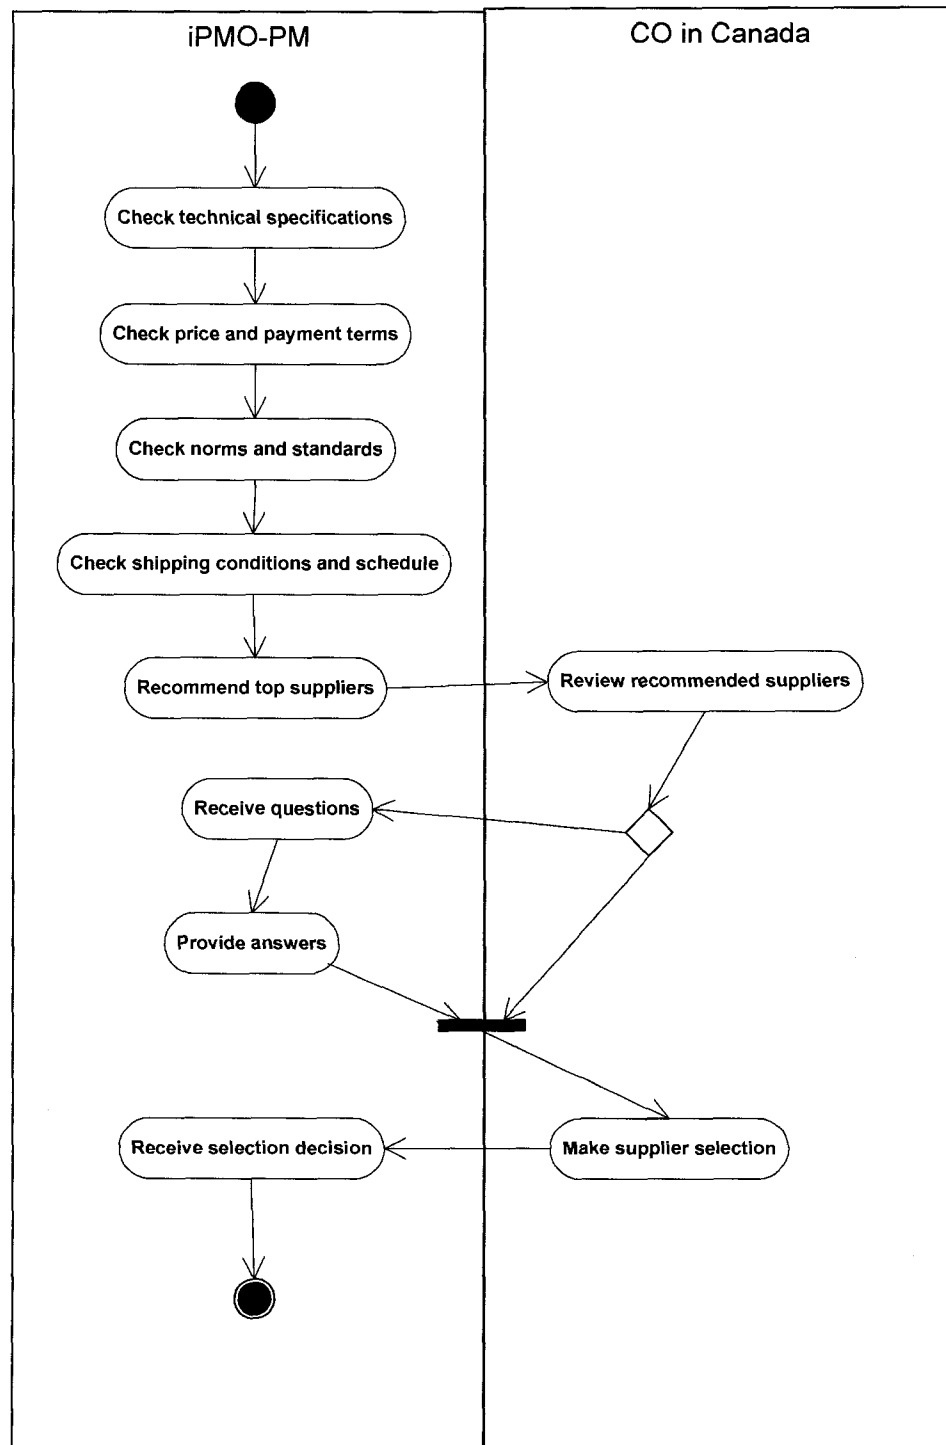 iPMO-PM
CO in Canada
Check technical specifications
Check price and payment terms
Check norms and standards
Check shipping conditions and schedule
Recommend top suppliers
Review recommended suppliers
Receive questions
Provide answers
Receive selection decision
Make supplier selection